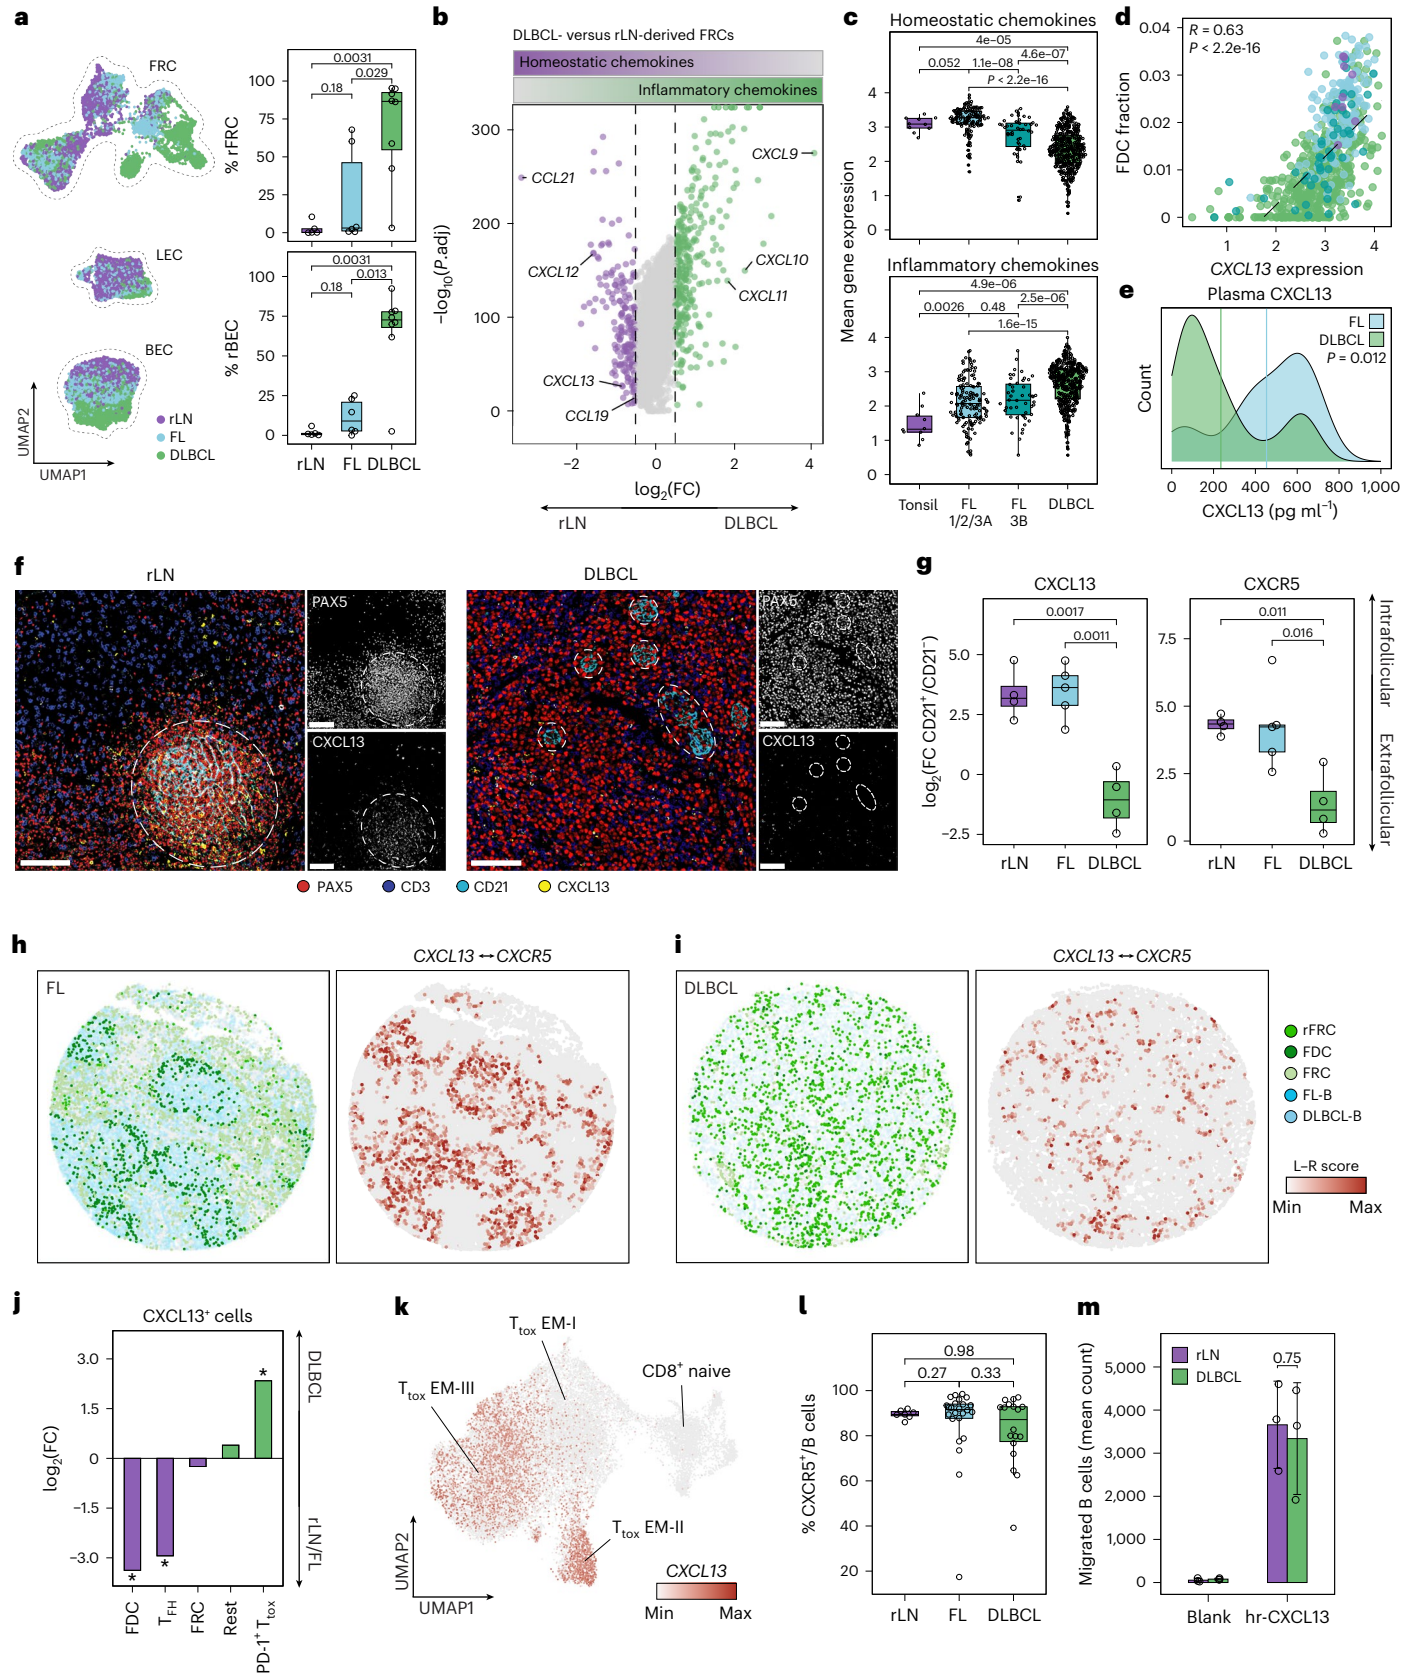 a
FRC
LEC
BEC
UMAP2
UMAP1
rLN
FL
DLBCL
% rFRC
100
75
50
25
0
0.0031
0.029
0.18
% rBEC
100
75
50
25
0
0.0031
0.013
0.18
rLN FL DLBCL
b
DLBCL- versus rLN-derived FRCs
Homeostatic chemokines
Inflammatory chemokines
−log10(P.adj)
300
200
100
0
CCL21
CXCL9
CXCL12
CXCL10
CXCL11
CXCL13
CCL19
−2 0 2 4
log2(FC)
rLN DLBCL
c
Homeostatic chemokines
4e-05
4.6e-07
0.052 1.1e-08
P < 2.2e-16
4
3
2
1
0
Mean gene expression
Inflammatory chemokines
4.9e-06
2.5e-06
0.0026 0.48
1.6e-15
4
3
2
1
0
Tonsil FL 1/2/3A FL 3B DLBCL
d
R = 0.63
P < 2.2e-16
FDC fraction
0.04
0.03
0.02
0.01
0
1 2 3 4
CXCL13 expression
e
Plasma CXCL13
FL
DLBCL
P = 0.012
Count
0 200 400 600 800 1,000
CXCL13 (pg ml−1)
f
rLN
PAX5
CXCL13
DLBCL
PAX5
CXCL13
PAX5 CD3 CD21 CXCL13
g
CXCL13
0.0017
0.0011
log2(FC CD21+/CD21−)
5.0
2.5
0
−2.5
rLN FL DLBCL
CXCR5
0.011
0.016
7.5
5.0
2.5
0
rLN FL DLBCL
Intrafollicular
Extrafollicular
h
FL
CXCL13 ↔ CXCR5
i
DLBCL
CXCL13 ↔ CXCR5
rFRC
FDC
FRC
FL-B
DLBCL-B
L–R score
Min Max
j
CXCL13+ cells
log2(FC)
3.0
1.5
0
−1.5
−3.0
*
*
*
DLBCL
rLN/FL
FDC
TFH
FRC
Rest
PD-1+ Ttox
k
Ttox EM-I
Ttox EM-III
CD8+ naive
Ttox EM-II
UMAP2
UMAP1
CXCL13
Min Max
l
0.98
0.27 0.33
% CXCR5+/B cells
100
80
60
40
20
rLN FL DLBCL
m
rLN
DLBCL
0.75
Migrated B cells (mean count)
5,000
4,000
3,000
2,000
1,000
0
Blank hr-CXCL13